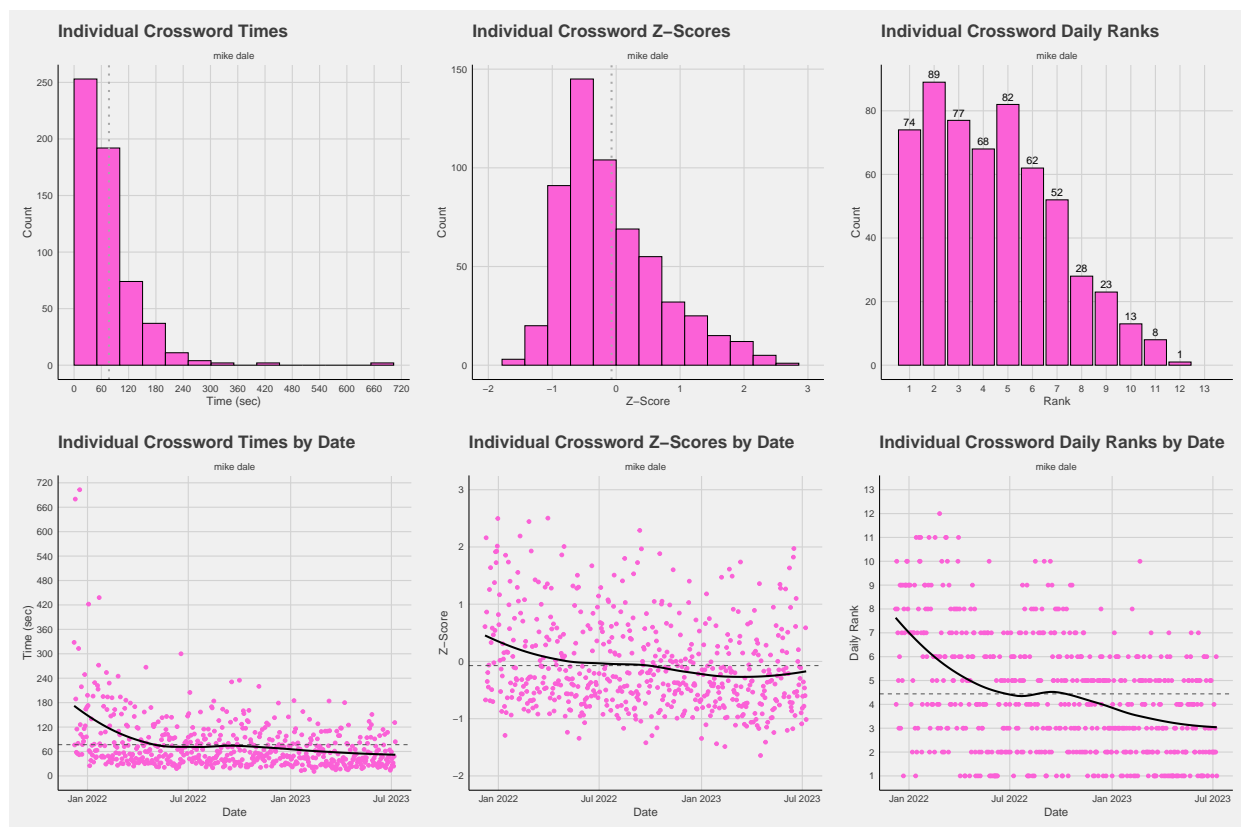 Individual Crossword Times
mike dale
250
200
150
100
50
0
Count
0 60 120 180 240 300 360 420 480 540 600 660 720
Time (sec)
Individual Crossword Z−Scores
mike dale
150
100
50
0
Count
−2 −1 0 1 2 3
Z−Score
Individual Crossword Daily Ranks
mike dale
80
60
40
20
0
Count
74 89 77 68 82 62 52 28 23 13 8 1
1 2 3 4 5 6 7 8 9 10 11 12 13
Rank
Individual Crossword Times by Date
mike dale
720
660
600
540
480
420
360
300
240
180
120
60
0
Time (sec)
Jan 2022 Jul 2022 Jan 2023 Jul 2023
Date
Individual Crossword Z−Scores by Date
mike dale
3
2
1
0
−1
−2
Z−Score
Jan 2022 Jul 2022 Jan 2023 Jul 2023
Date
Individual Crossword Daily Ranks by Date
mike dale
13
12
11
10
9
8
7
6
5
4
3
2
1
Daily Rank
Jan 2022 Jul 2022 Jan 2023 Jul 2023
Date